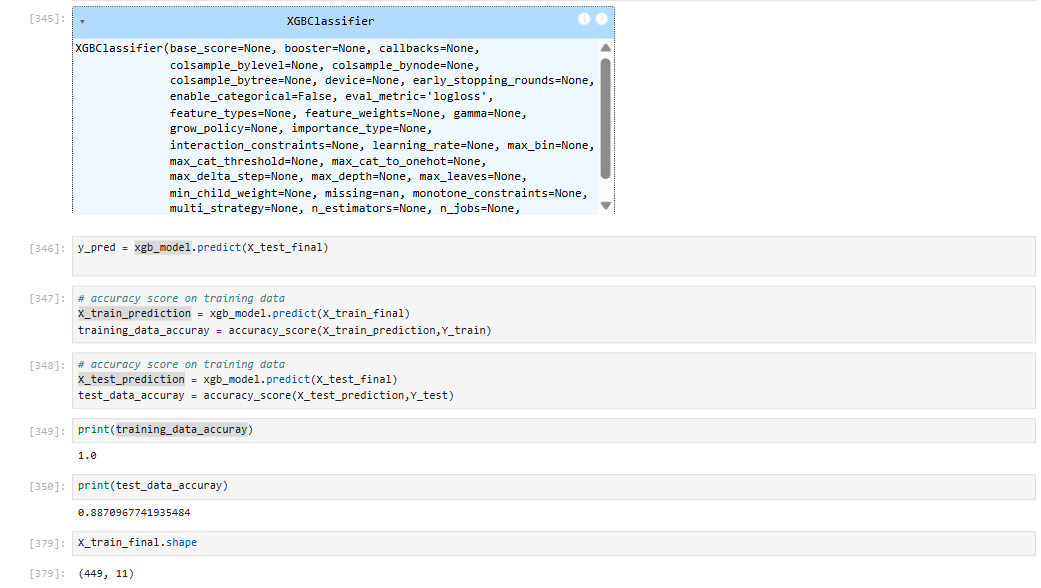 [345]:
XGBClassifier
i ?
XGBClassifier(base_score=None, booster=None, callbacks=None,
colsample_bylevel=None, colsample_bynode=None,
colsample_bytree=None, device=None, early_stopping_rounds=None,
enable_categorical=False, eval_metric='logloss',
feature_types=None, feature_weights=None, gamma=None,
grow_policy=None, importance_type=None,
interaction_constraints=None, learning_rate=None, max_bin=None,
max_cat_threshold=None, max_cat_to_onehot=None,
max_delta_step=None, max_depth=None, max_leaves=None,
min_child_weight=None, missing=nan, monotone_constraints=None,
multi_strategy=None, n_estimators=None, n_jobs=None,
[346]: y_pred = xgb_model.predict(X_test_final)
[347]: # accuracy score on training data
X_train_prediction = xgb_model.predict(X_train_final)
training_data_accuray = accuracy_score(X_train_prediction,Y_train)
[348]: # accuracy score on training data
X_test_prediction = xgb_model.predict(X_test_final)
test_data_accuray = accuracy_score(X_test_prediction,Y_test)
[349]: print(training_data_accuray)
1.0
[350]: print(test_data_accuray)
0.8870967741935484
[379]: X_train_final.shape
[379]: (449, 11)